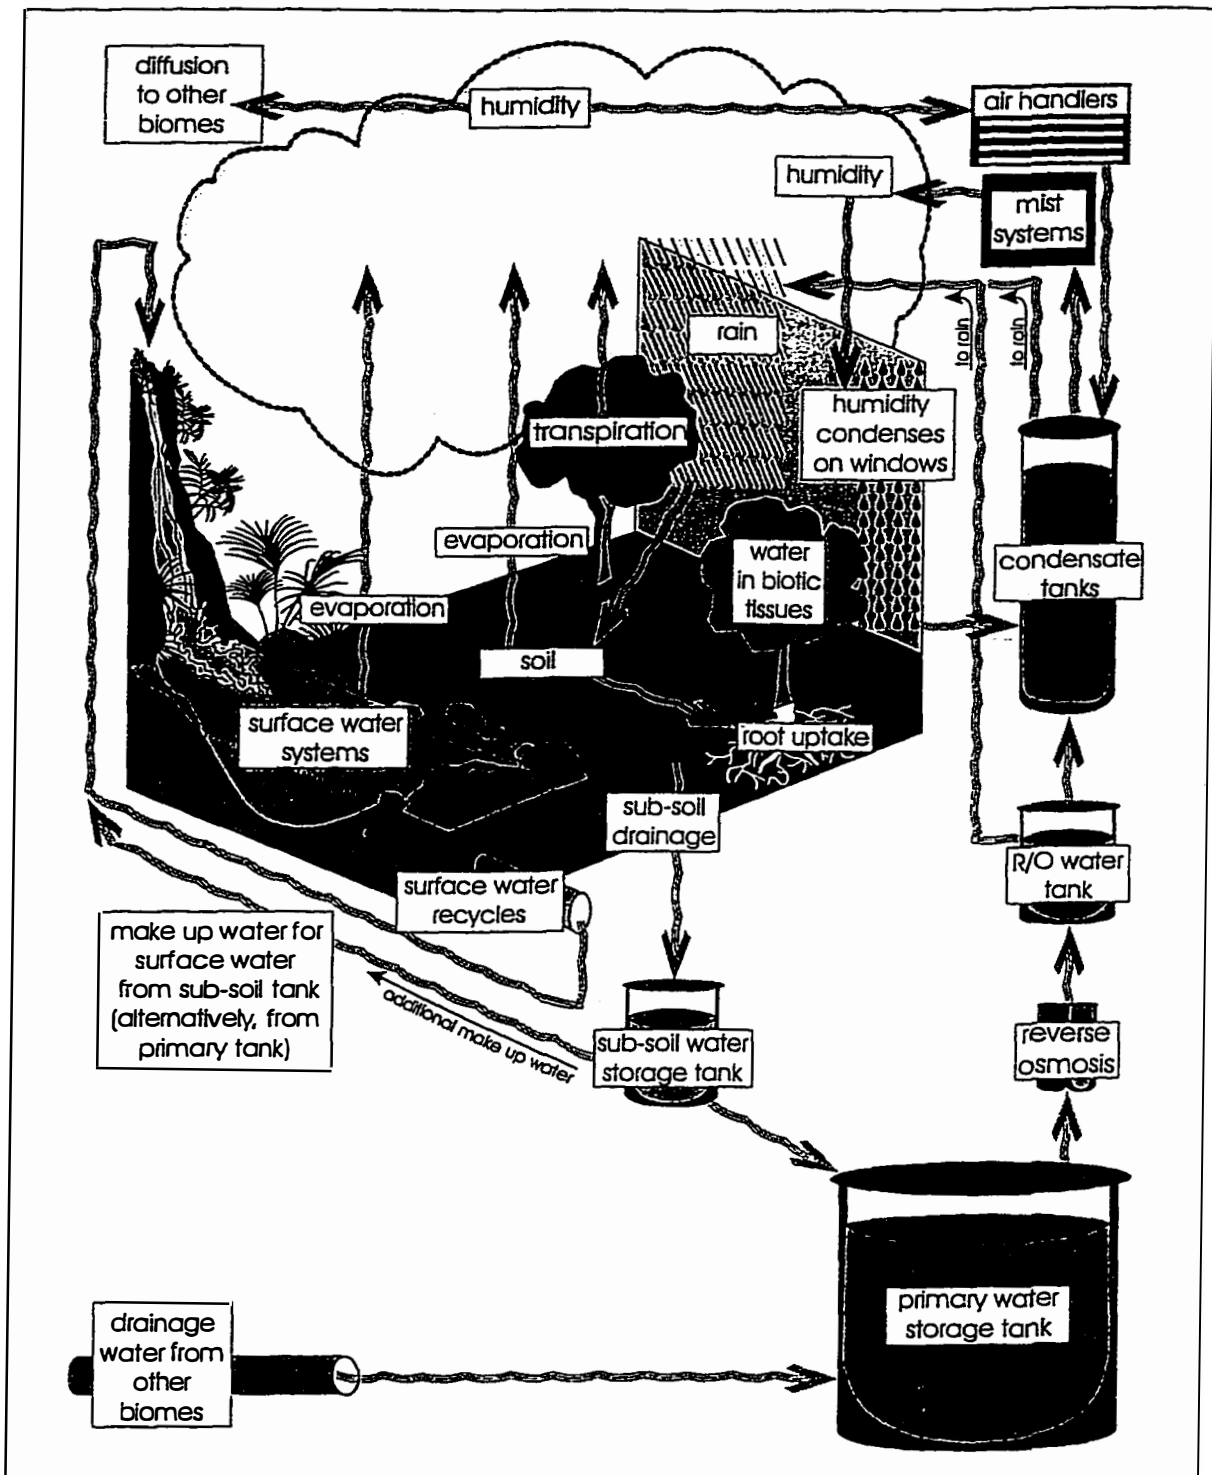 diffusion
to other
biomes
humidity
air handlers
humidity
mist
systems
rain
to rain
to rain
humidity
condenses
on windows
transpiration
evaporation
water
in biotic
tissues
condensate
tanks
evaporation
soil
surface water
systems
root uptake
sub-soil
drainage
R/O water
tank
surface water
recycles
make up water for
surface water
from sub-soil tank
(alternatively, from
primary tank)
additional make up water
sub-soil water
storage tank
reverse
osmosis
primary water
storage tank
drainage
water from
other
biomes